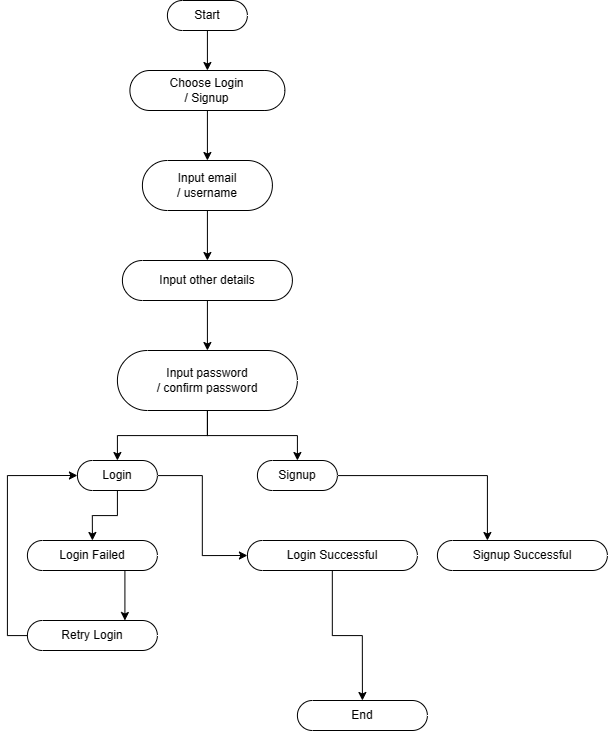 Start
Choose Login
/ Signup
Input email
/ username
Input other details
Input password
/ confirm password
Login
Signup
Login Failed
Login Successful
Signup Successful
Retry Login
End